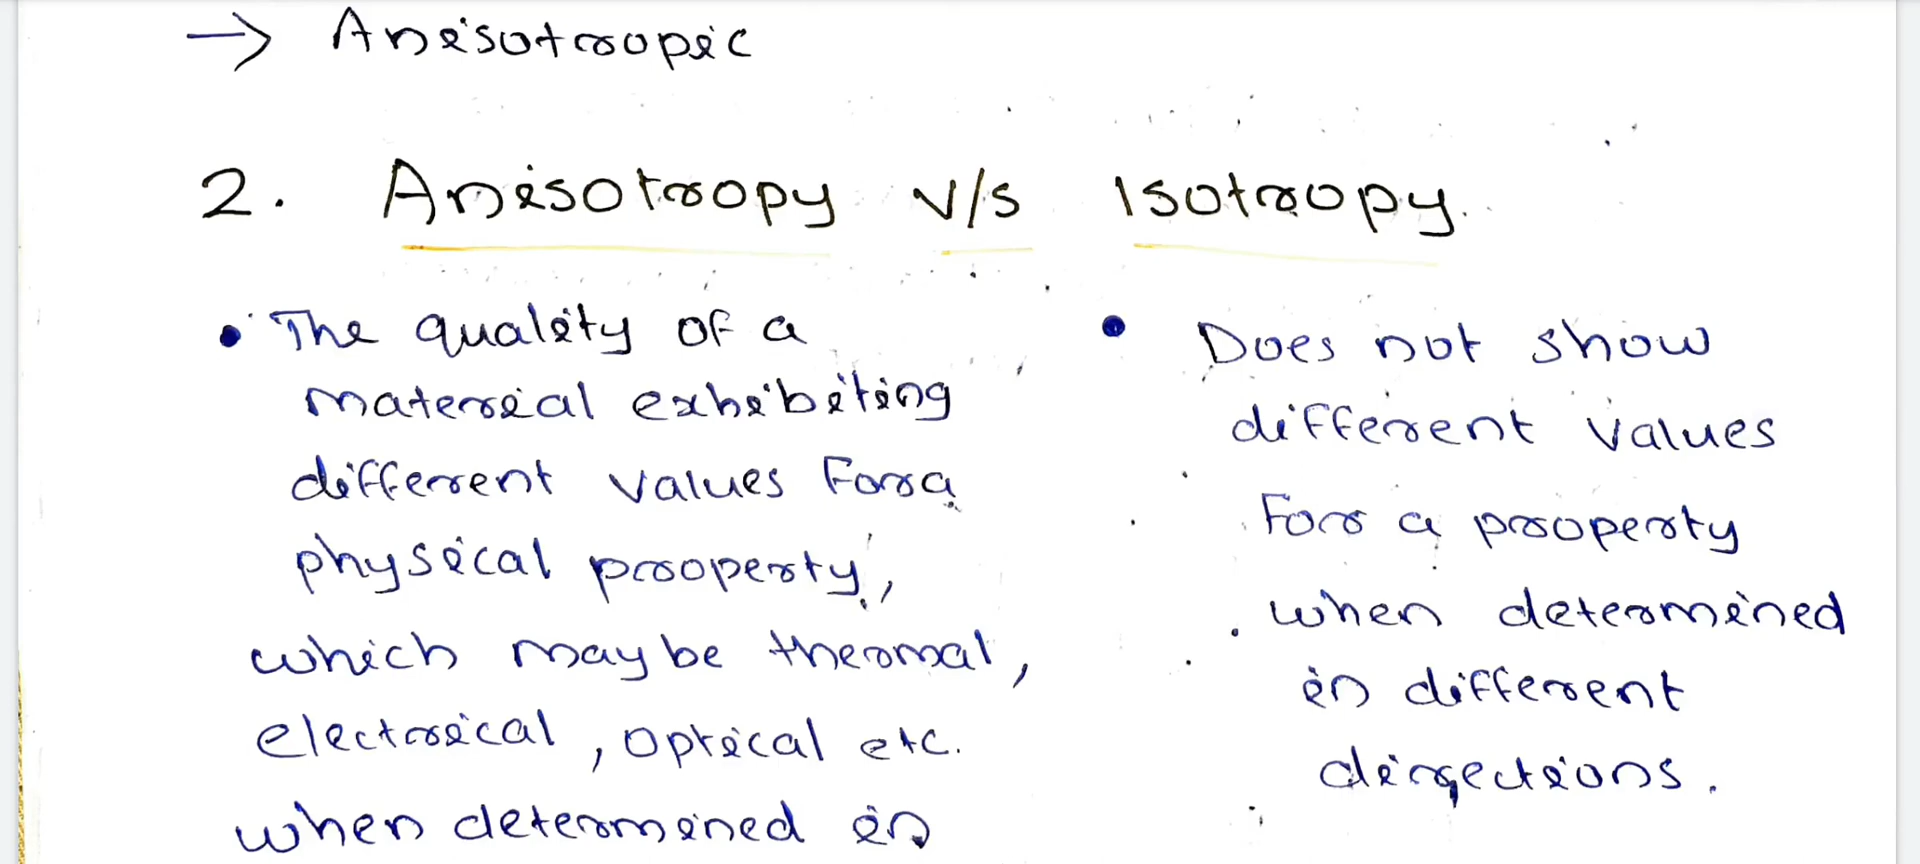 → Anisotropic
2. Anisotropy v/s Isotropy.
• The quality of a
material exhibiting
different values for a
physical property,
which may be thermal,
electrical, optical etc.
when determined in
• Does not show
different values
for a property
when determined
in different
directions.